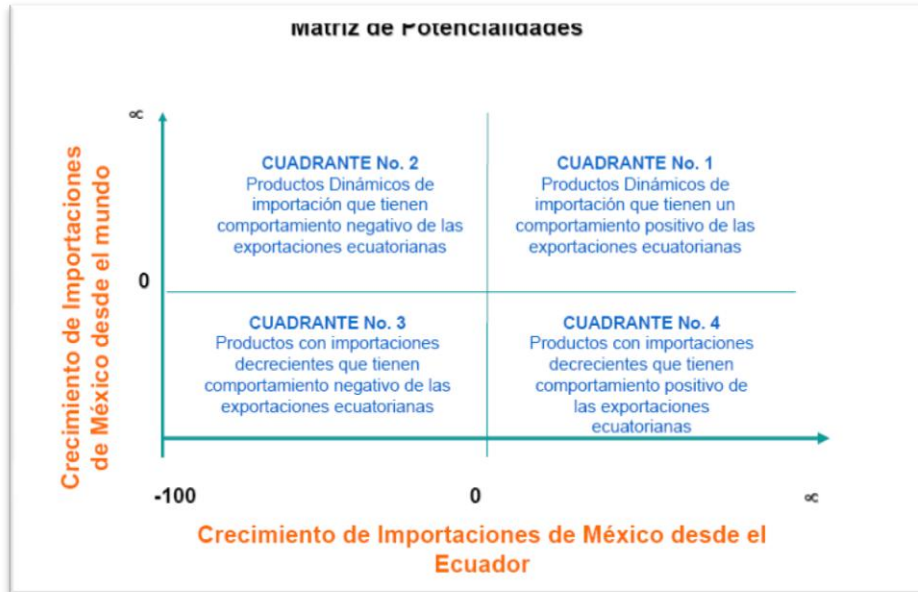 Matriz de Potencialidades
∝
Crecimiento de Importaciones
de México desde el mundo
CUADRANTE No. 2
Productos Dinámicos de
importación que tienen
comportamiento negativo de las
exportaciones ecuatorianas
CUADRANTE No. 1
Productos Dinámicos de
importación que tienen un
comportamiento positivo de las
exportaciones ecuatorianas
0
CUADRANTE No. 3
Productos con importaciones
decrecientes que tienen
comportamiento negativo de las
exportaciones ecuatorianas
CUADRANTE No. 4
Productos con importaciones
decrecientes que tienen
comportamiento positivo de
las exportaciones
ecuatorianas
-100
0
∝
Crecimiento de Importaciones de México desde el
Ecuador